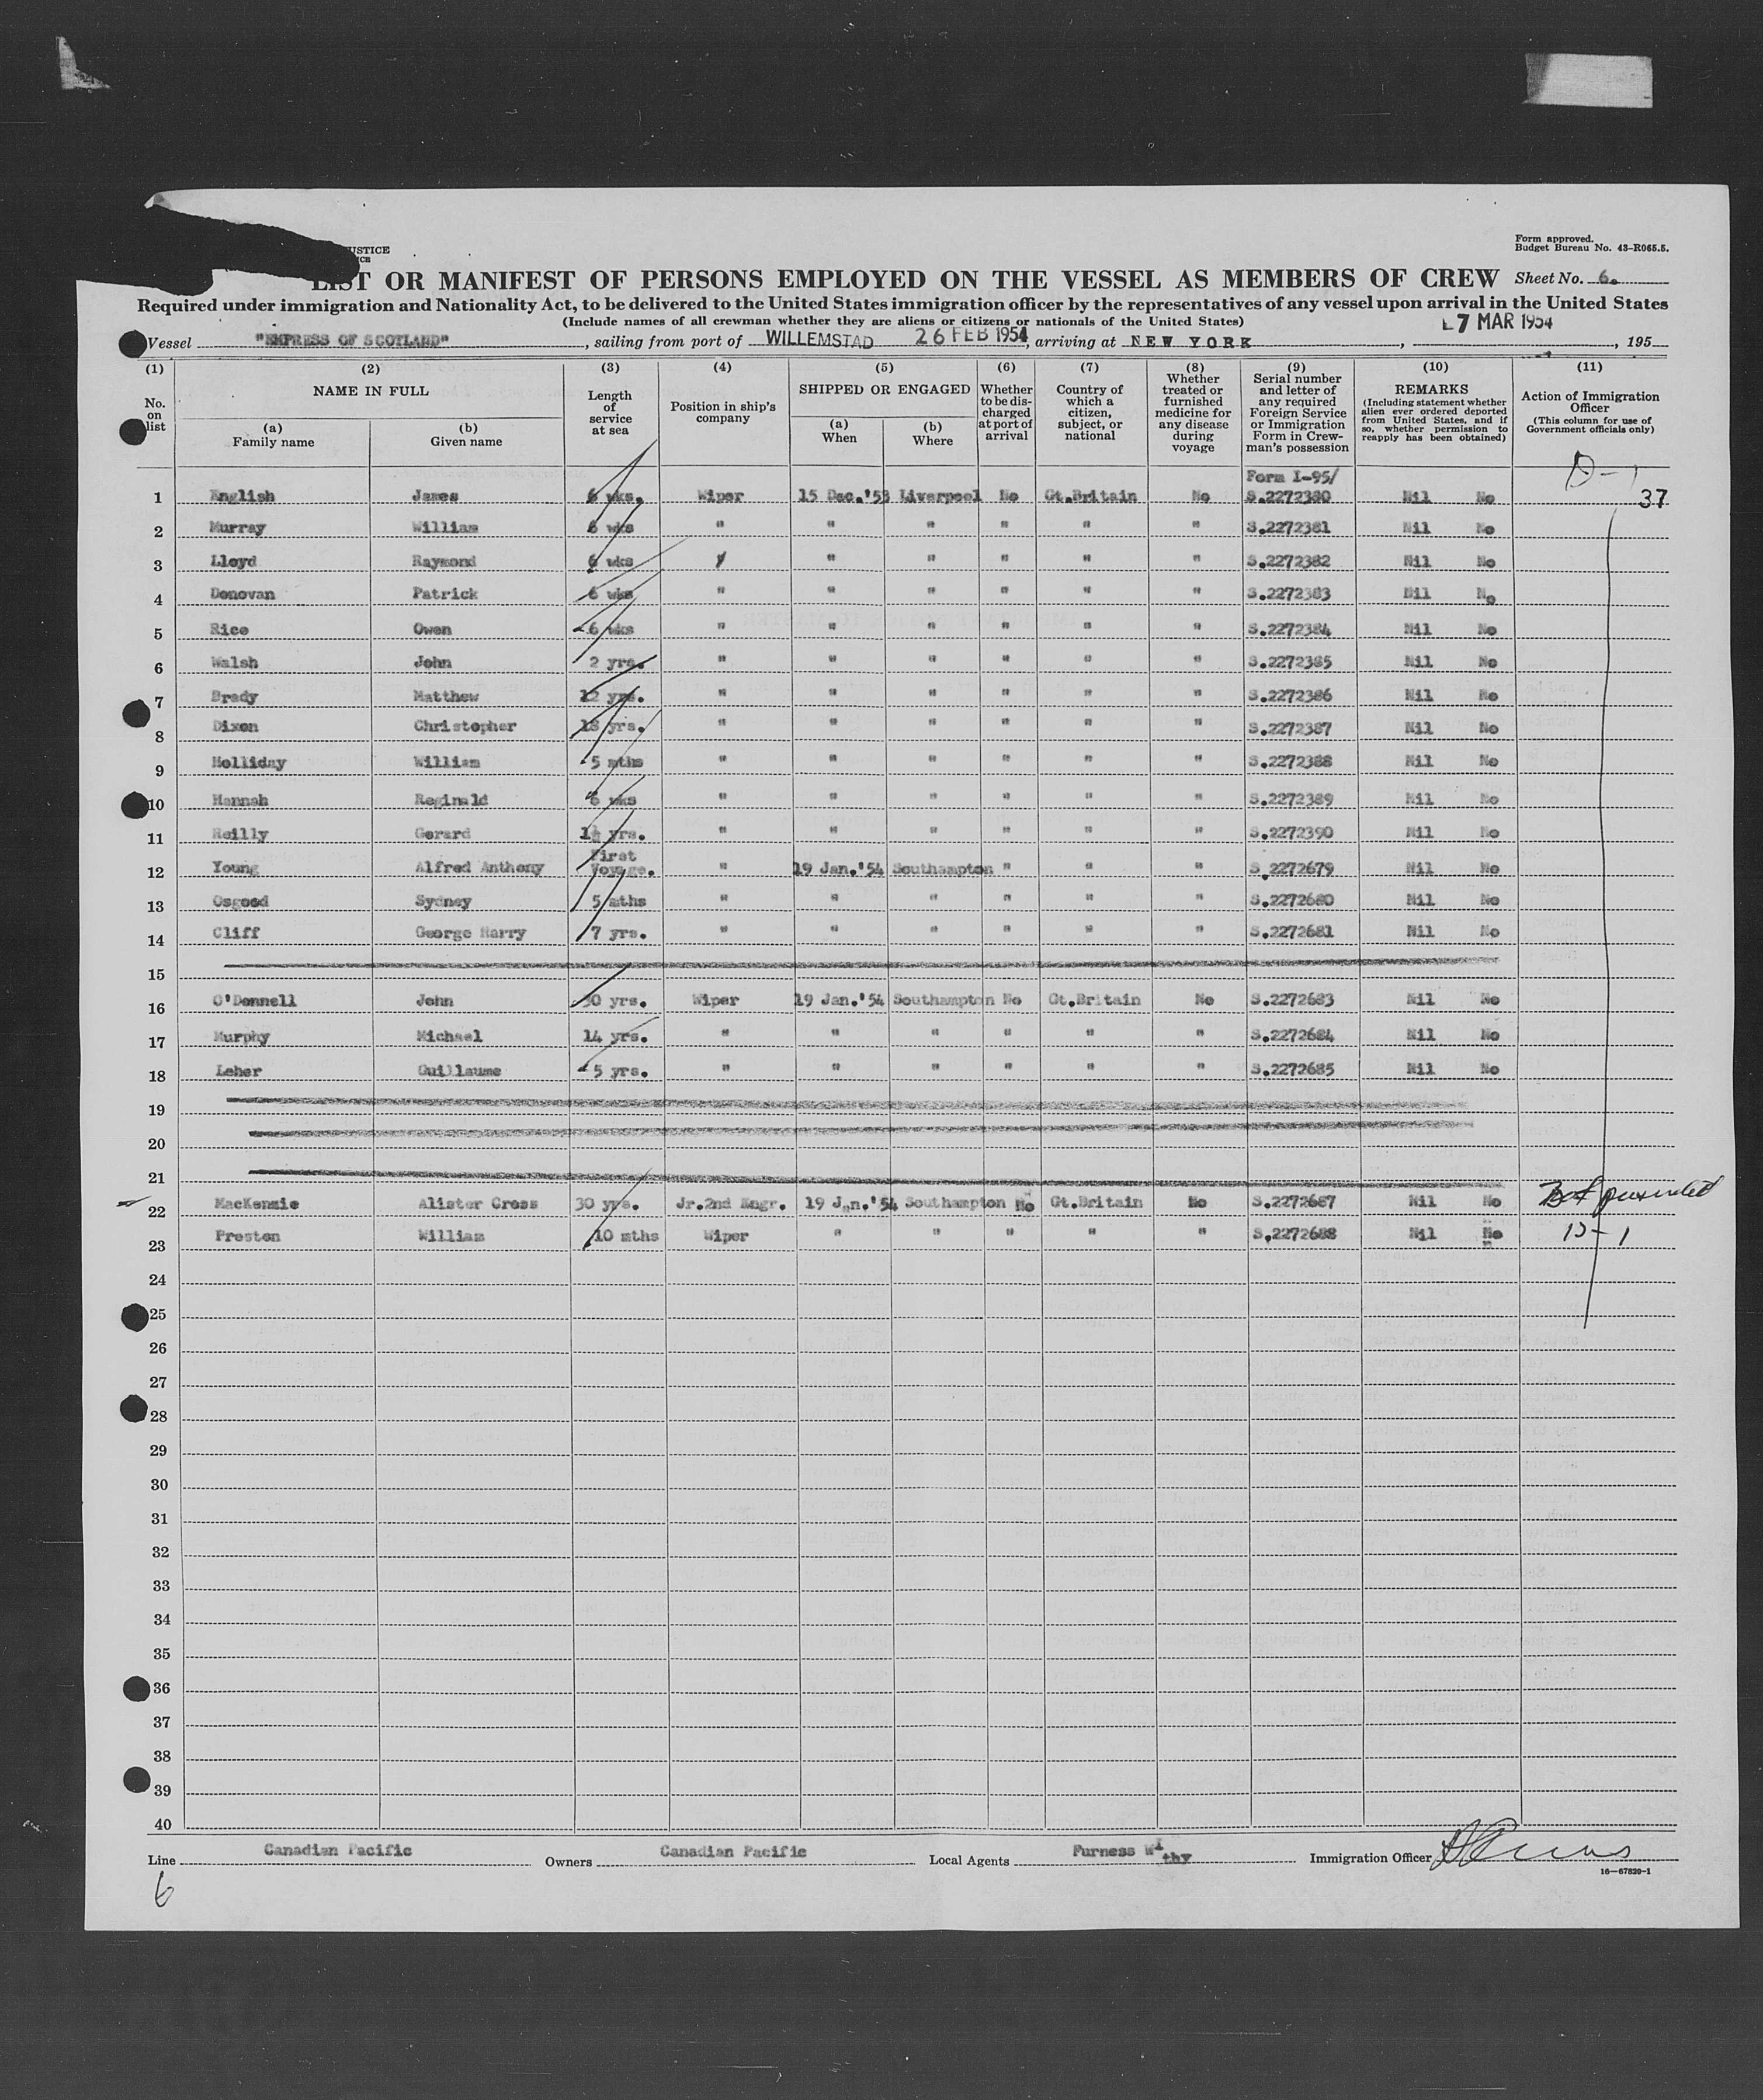 USTICE
CE
Form approved.
Budget Bureau No. 43-R065.5.
LIST OR MANIFEST OF PERSONS EMPLOYED ON THE VESSEL AS MEMBERS OF CREW Sheet No. 6.
Required under immigration and Nationality Act, to be delivered to the United States immigration officer by the representatives of any vessel upon arrival in the United States
(Include names of all crewman whether they are aliens or citizens or nationals of the United States)
7 MAR 1954
Vessel "EMPRESS OF SCOTLAND", sailing from port of WILLEMSTAD 26 FEB 1954, arriving at NEW YORK, , 195
(1) (2) (3) (4) (5) (6) (7) (8) (9) (10) (11)
No. on list
NAME IN FULL
(a) Family name
(b) Given name
Length of service at sea
Position in ship's company
SHIPPED OR ENGAGED
(a) When
(b) Where
Whether to be discharged at port of arrival
Country of which a citizen, subject, or national
Whether treated or furnished medicine for any disease during voyage
Serial number and letter of any required Foreign Service or Immigration Form in Crewman's possession
REMARKS
(Including statement whether alien ever ordered deported from United States, and if so, whether permission to reapply has been obtained)
Action of Immigration Officer
(This column for use of Government officials only)
Form I-95/ D-1
1 English James 6 wks. Wiper 15 Dec.'53 Liverpool No Gt.Britain No S.2272380 Nil No 37
2 Murray William 6 wks " " " " " " S.2272381 Nil No
3 Lloyd Raymond 6 wks " " " " " " S.2272382 Nil No
4 Donovan Patrick 6 wks " " " " " " S.2272383 Nil No
5 Rice Owen 6 wks " " " " " " S.2272384 Nil No
6 Walsh John 2 yrs. " " " " " " S.2272385 Nil No
7 Brady Matthew 12 yrs. " " " " " " S.2272386 Nil No
8 Dixon Christopher 18 yrs. " " " " " " S.2272387 Nil No
9 Holliday William 5 mths " " " " " " S.2272388 Nil No
10 Hannah Reginald 6 wks " " " " " " S.2272389 Nil No
11 Reilly Gerard 1½ yrs. " " " " " " S.2272390 Nil No
12 Young Alfred Anthony First Voyage. " 19 Jan.'54 Southampton " " " S.2272679 Nil No
13 Osgood Sydney 5 mths " " " " " " S.2272680 Nil No
14 Cliff George Harry 7 yrs. " " " " " " S.2272681 Nil No
15
16 O'Donnell John 30 yrs. Wiper 19 Jan.'54 Southampton No Gt.Britain No S.2272683 Nil No
17 Murphy Michael 14 yrs. " " " " " " S.2272684 Nil No
18 Leher Guillaume 5 yrs. " " " " " " S.2272685 Nil No
19
20
21
22 MacKenzie Alister Cross 30 yrs. Jr.2nd Engr. 19 Jan.'54 Southampton No Gt.Britain No S.2272687 Nil No Not presented
23 Preston William 10 mths Wiper " " " " " S.2272688 Nil No D-1
24
25
26
27
28
29
30
31
32
33
34
35
36
37
38
39
40
Line Canadian Pacific Owners Canadian Pacific Local Agents Furness Withy Immigration Officer
16—67829-1
6